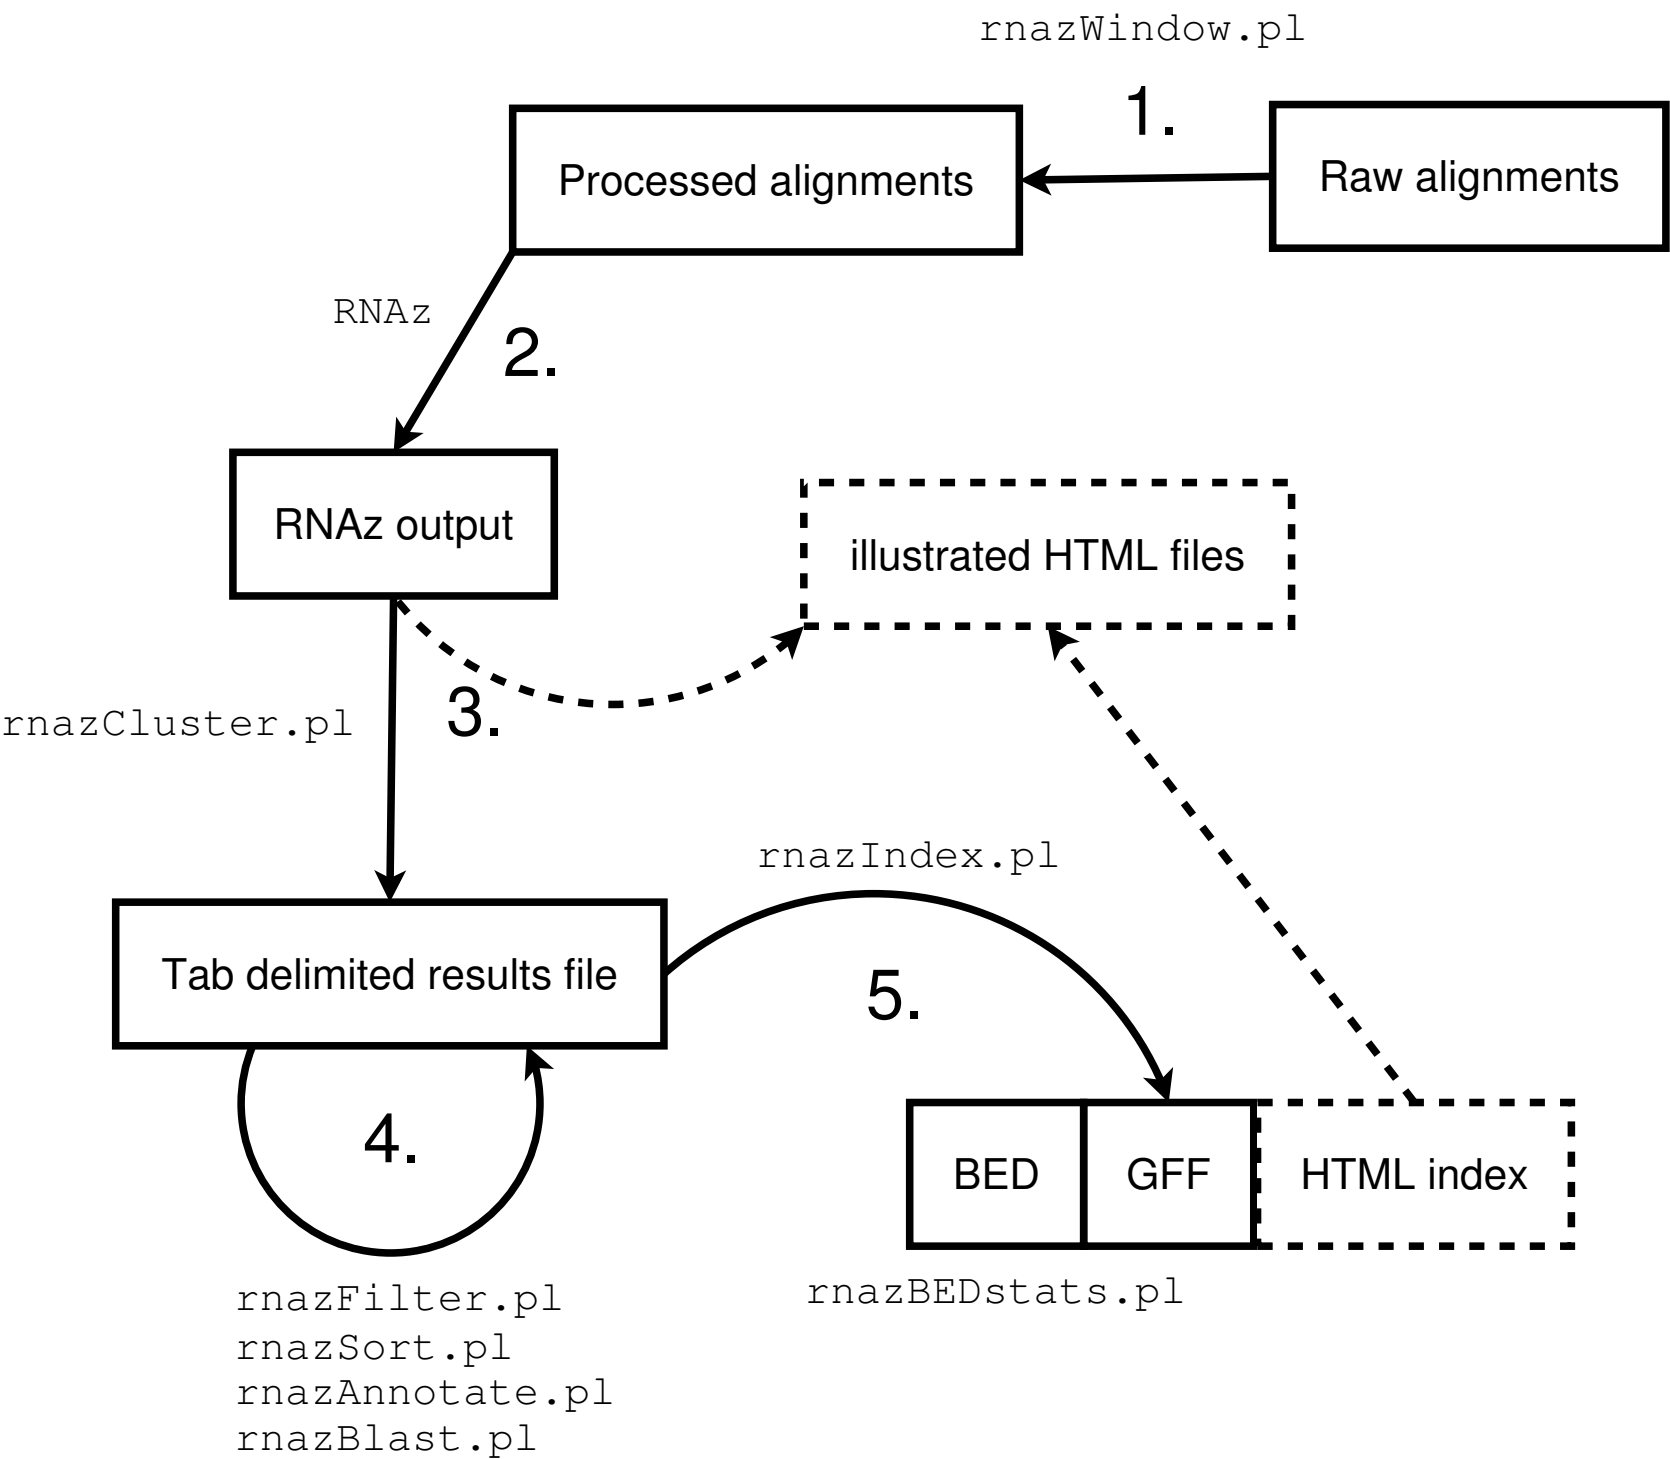 rnazWindow.pl
1.
Processed alignments
Raw alignments
RNAz
2.
RNAz output
illustrated HTML files
rnazCluster.pl
3.
rnazIndex.pl
Tab delimited results file
5.
4.
BED
GFF
HTML index
rnazBEDstats.pl
rnazFilter.pl
rnazSort.pl
rnazAnnotate.pl
rnazBlast.pl